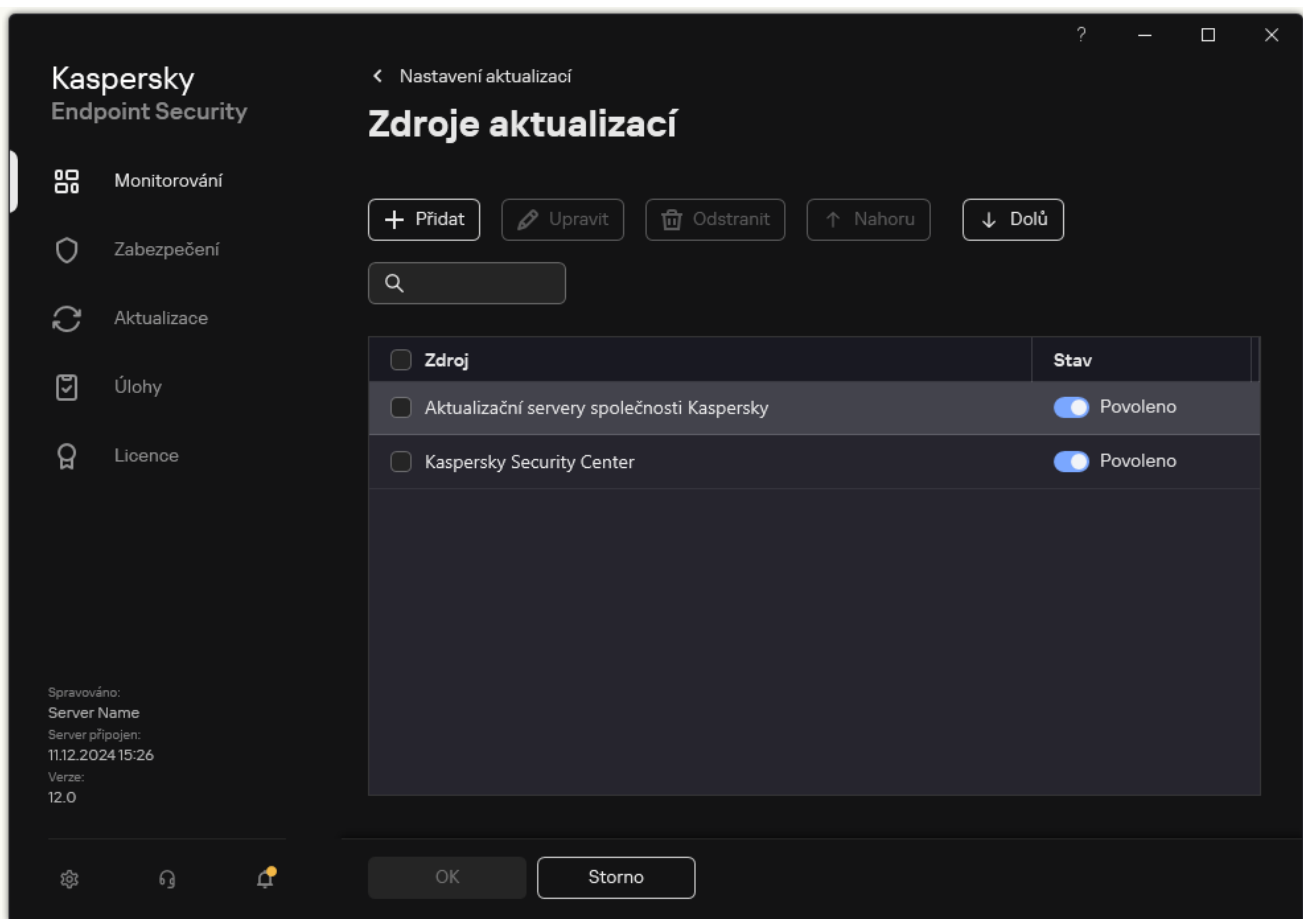 ?
Kaspersky
Endpoint Security
Nastavení aktualizací
Zdroje aktualizací
Monitorování
Zabezpečení
Aktualizace
Úlohy
Licence
Přidat Upravit Odstranit Nahoru Dolů
Zdroj Stav
Aktualizační servery společnosti Kaspersky Povoleno
Kaspersky Security Center Povoleno
Spravováno:
Server Name
Server připojen:
11.12.2024 15:26
Verze:
12.0
OK Storno